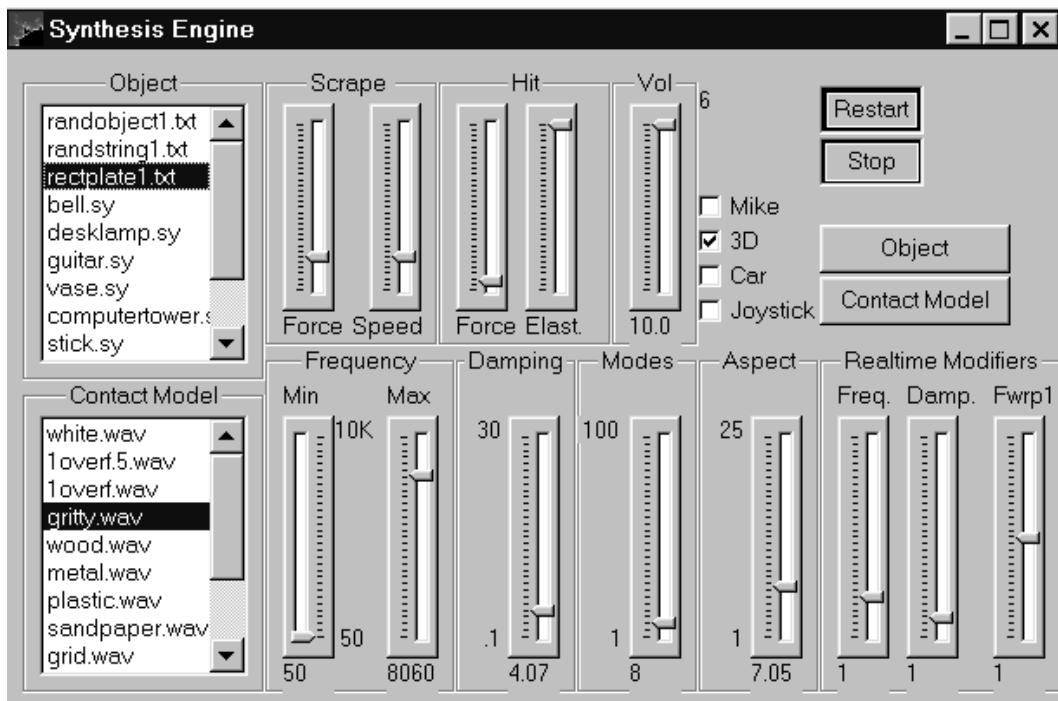 Synthesis Engine
Object
randobject1.txt
randstring1.txt
rectplate1.txt
bell.sy
desklamp.sy
guitar.sy
vase.sy
computertower.s
stick.sy
Scrape
Force Speed
Hit
Force Elast.
Vol
10.0
6
Mike
3D
Car
Joystick
Restart
Stop
Object
Contact Model
Contact Model
white.wav
1overf.5.wav
1overf.wav
gritty.wav
wood.wav
metal.wav
plastic.wav
sandpaper.wav
grid.wav
Frequency
Min Max
10K
50
50 8060
Damping
30
.1
4.07
Modes
100
1
8
Aspect
25
1
7.05
Realtime Modifiers
Freq. Damp. Fwrp1
1 1 1